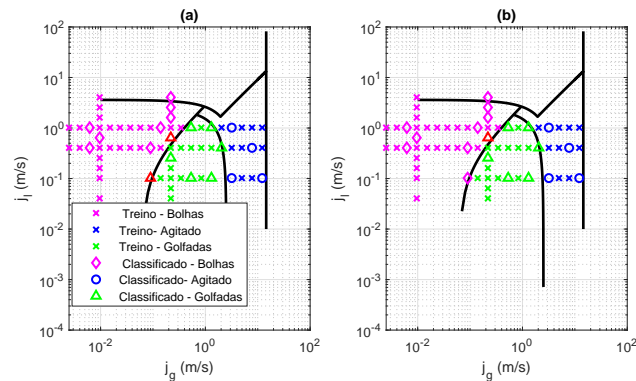 (a)
(b)
10^2
10^1
10^0
10^-1
10^-2
10^-3
10^-4
j_l (m/s)
10^-2
10^0
10^2
j_g (m/s)
Treino - Bolhas
Treino- Agitado
Treino - Golfadas
Classificado - Bolhas
Classificado- Agitado
Classificado - Golfadas
10^2
10^1
10^0
10^-1
10^-2
10^-3
10^-4
j_l (m/s)
10^-2
10^0
10^2
j_g (m/s)